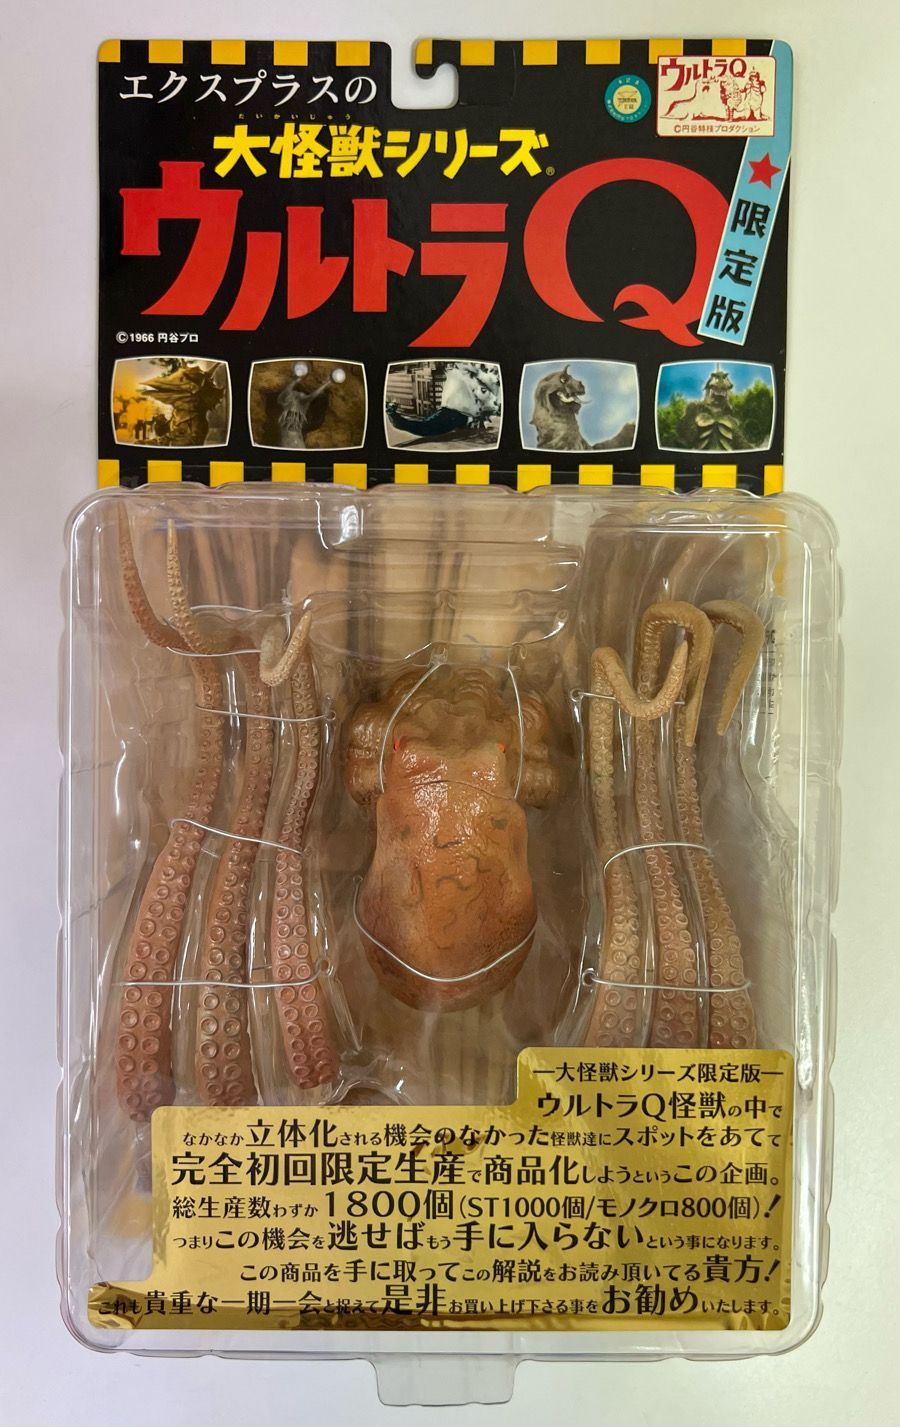 エクスプラスの
だいかいじゅう
大怪獣シリーズ®
ウルトラQ
ウルトラQ
©円谷特技プロダクション
★限定版
©1966 円谷プロ
―大怪獣シリーズ限定版―
ウルトラQ怪獣の中で
なかなか立体化される機会のなかった怪獣達にスポットをあてて
完全初回限定生産で商品化しようというこの企画。
総生産数わずか1800個(ST1000個/モノクロ800個)!
つまりこの機会を逃せばもう手に入らないという事になります。
この商品を手に取ってこの解説をお読み頂いてる貴方!
これも貴重な一期一会と捉えて是非お買い上げ下さる事をお勧めいたします。